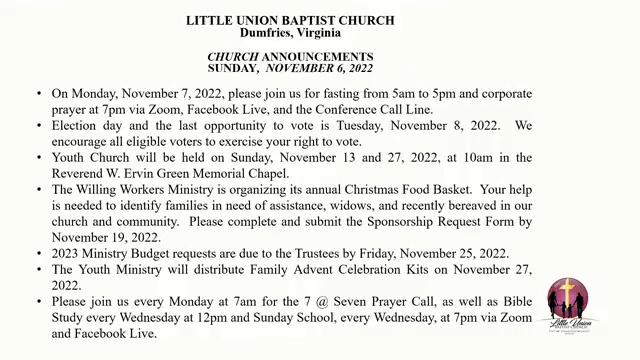 LITTLE UNION BAPTIST CHURCH
Dumfries, Virginia
CHURCH ANNOUNCEMENTS
SUNDAY, NOVEMBER 6, 2022
• On Monday, November 7, 2022, please join us for fasting from 5am to 5pm and corporate
prayer at 7pm via Zoom, Facebook Live, and the Conference Call Line.
• Election day and the last opportunity to vote is Tuesday, November 8, 2022. We
encourage all eligible voters to exercise your right to vote.
• Youth Church will be held on Sunday, November 13 and 27, 2022, at 10am in the
Reverend W. Ervin Green Memorial Chapel.
• The Willing Workers Ministry is organizing its annual Christmas Food Basket. Your help
is needed to identify families in need of assistance, widows, and recently bereaved in our
church and community. Please complete and submit the Sponsorship Request Form by
November 19, 2022.
• 2023 Ministry Budget requests are due to the Trustees by Friday, November 25, 2022.
• The Youth Ministry will distribute Family Advent Celebration Kits on November 27,
2022.
• Please join us every Monday at 7am for the 7 @ Seven Prayer Call, as well as Bible
Study every Wednesday at 12pm and Sunday School, every Wednesday, at 7pm via Zoom
and Facebook Live.
Little Union
BAPTIST CHURCH